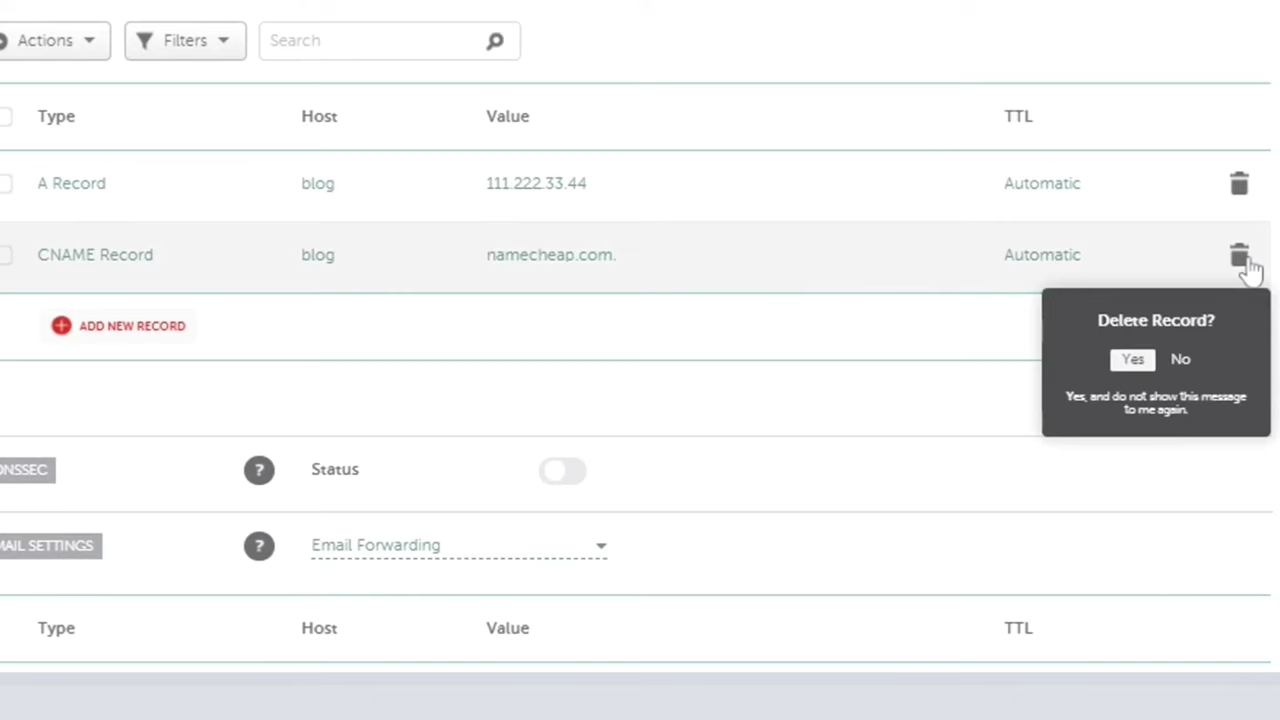 Actions Filters Search
Type Host Value TTL
A Record blog 111.222.33.44 Automatic
CNAME Record blog namecheap.com. Automatic
Delete Record?
ADD NEW RECORD
Yes No
Yes, and do not show this message
to me again.
DNSSEC ? Status
MAIL SETTINGS ? Email Forwarding
Type Host Value TTL